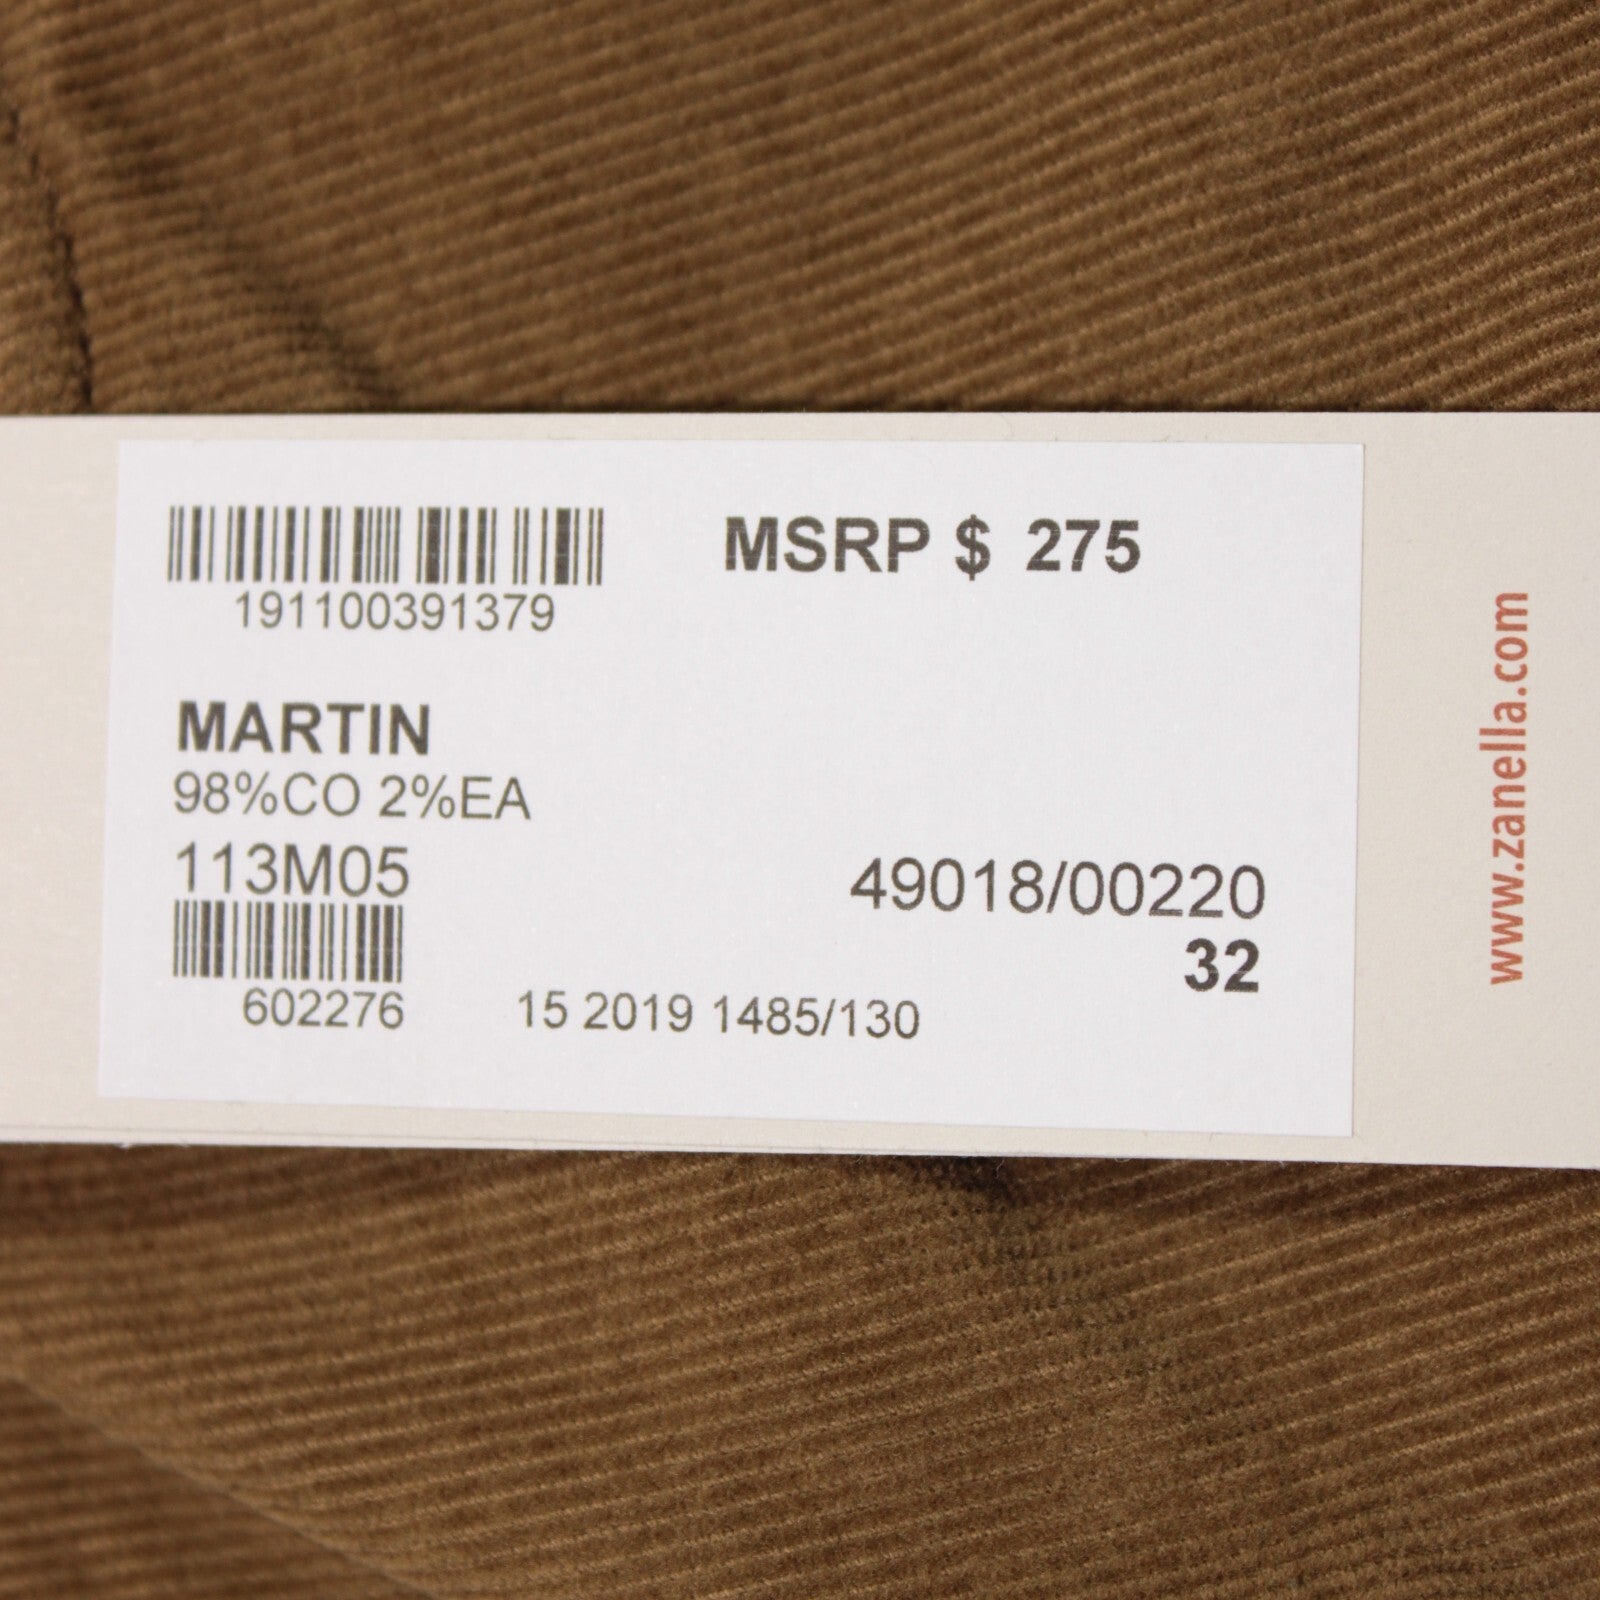 MSRP $ 275
191100391379
MARTIN
98%CO 2%EA
113M05
49018/00220
32
602276
15 2019 1485/130
www.zanella.com